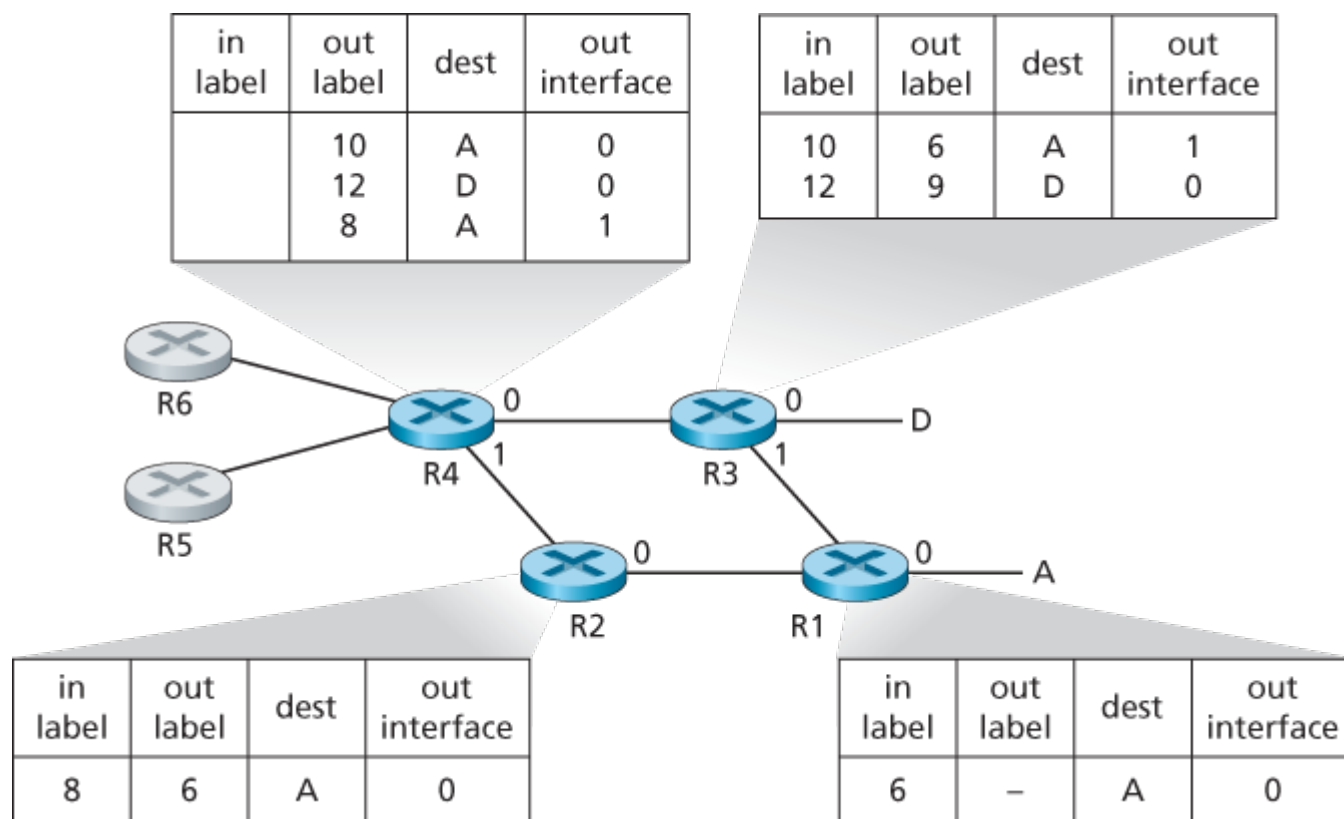 in label | out label | dest | out interface
10 | A | 0
12 | D | 0
8 | A | 1
in label | out label | dest | out interface
10 | 6 | A | 1
12 | 9 | D | 0
R6
R5
R4
0
1
R3
0
1
D
R2
0
R1
0
A
in label | out label | dest | out interface
8 | 6 | A | 0
in label | out label | dest | out interface
6 | – | A | 0